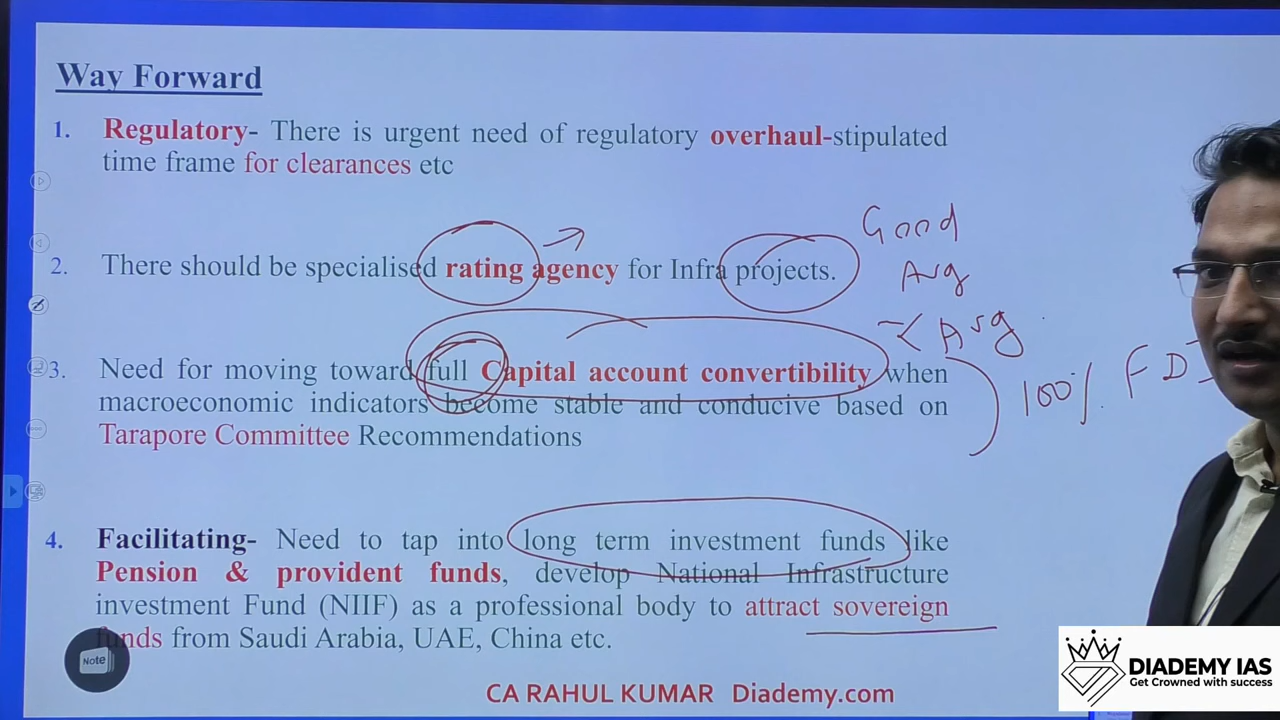 Way Forward
1. Regulatory- There is urgent need of regulatory overhaul-stipulated
time frame for clearances etc
Good
2. There should be specialised rating agency for Infra projects.
Avg
Avg
3. Need for moving toward full Capital account convertibility when
macroeconomic indicators become stable and conducive based on
100% FDI
Tarapore Committee Recommendations
4. Facilitating- Need to tap into long term investment funds like
Pension & provident funds, develop National Infrastructure
investment Fund (NIIF) as a professional body to attract sovereign
funds from Saudi Arabia, UAE, China etc.
Note
CA RAHUL KUMAR Diademy.com
DIADEMY IAS
Get Crowned with success